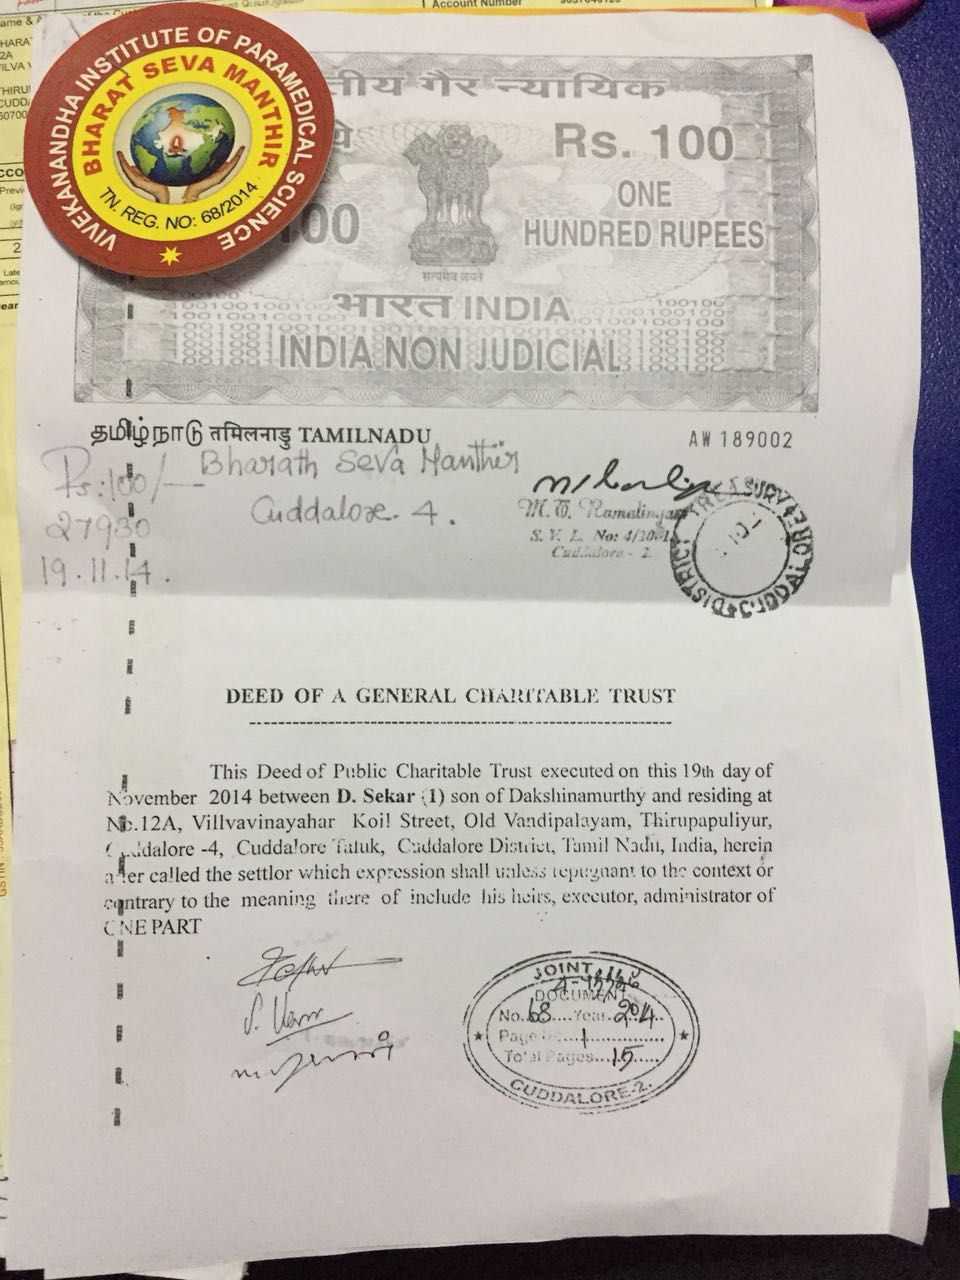 Account Number
VIVEKANANDHA INSTITUTE OF PARAMEDICAL SCIENCE
BHARAT SEVA MANTHIR
TN. REG. NO: 68/2014
गैर न्यायिक
Rs. 100
ONE
HUNDRED RUPEES
सत्यमेव जयते
भारत INDIA
INDIA NON JUDICIAL
தமிழ்நாடு तमिलनाडु TAMILNADU
AW 189002
Rs:100/- Bharath Seva Manthir
Cuddalore-4.
27930
19.11.14.
S. V. L. No:
Cuddalore - 2.
DISTRICT TREASURY CUDDALORE
DEED OF A GENERAL CHARITABLE TRUST
This Deed of Public Charitable Trust executed on this 19th day of
November 2014 between D. Sekar (1) son of Dakshinamurthy and residing at
No.12A, Villvavinayahar Koil Street, Old Vandipalayam, Thirupapuliyur,
Cuddalore -4, Cuddalore Taluk, Cuddalore District, Tamil Nadu, India, herein
after called the settlor which expression shall unless repugnant to the context or
contrary to the meaning there of include his heirs, executor, administrator of
ONE PART
JOINT
DOCUMENT
No. 68 Year 2014
Page 1
Total Pages 15
CUDDALORE-2.